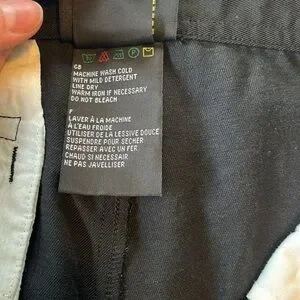 GB
MACHINE WASH COLD
WITH MILD DETERGENT
LINE DRY
WARM IRON IF NECESSARY
DO NOT BLEACH
F
LAVER À LA MACHINE
À L'EAU FROIDE
UTILISER DE LA LESSIVE DOUCE
SUSPENDRE POUR SECHER
REPASSER AVEC UN FER
CHAUD SI NECESSAIRE
NE PAS JAVELLISER